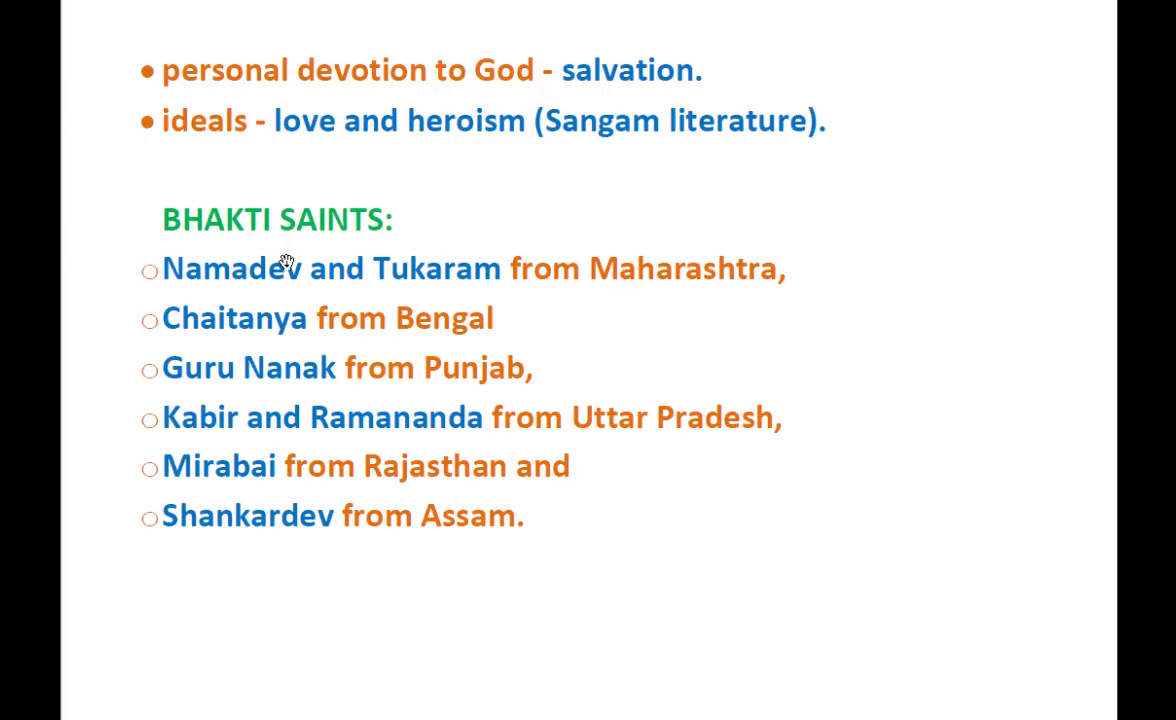 • personal devotion to God - salvation.
• ideals - love and heroism (Sangam literature).
BHAKTI SAINTS:
○ Namadev and Tukaram from Maharashtra,
○ Chaitanya from Bengal
○ Guru Nanak from Punjab,
○ Kabir and Ramananda from Uttar Pradesh,
○ Mirabai from Rajasthan and
○ Shankardev from Assam.